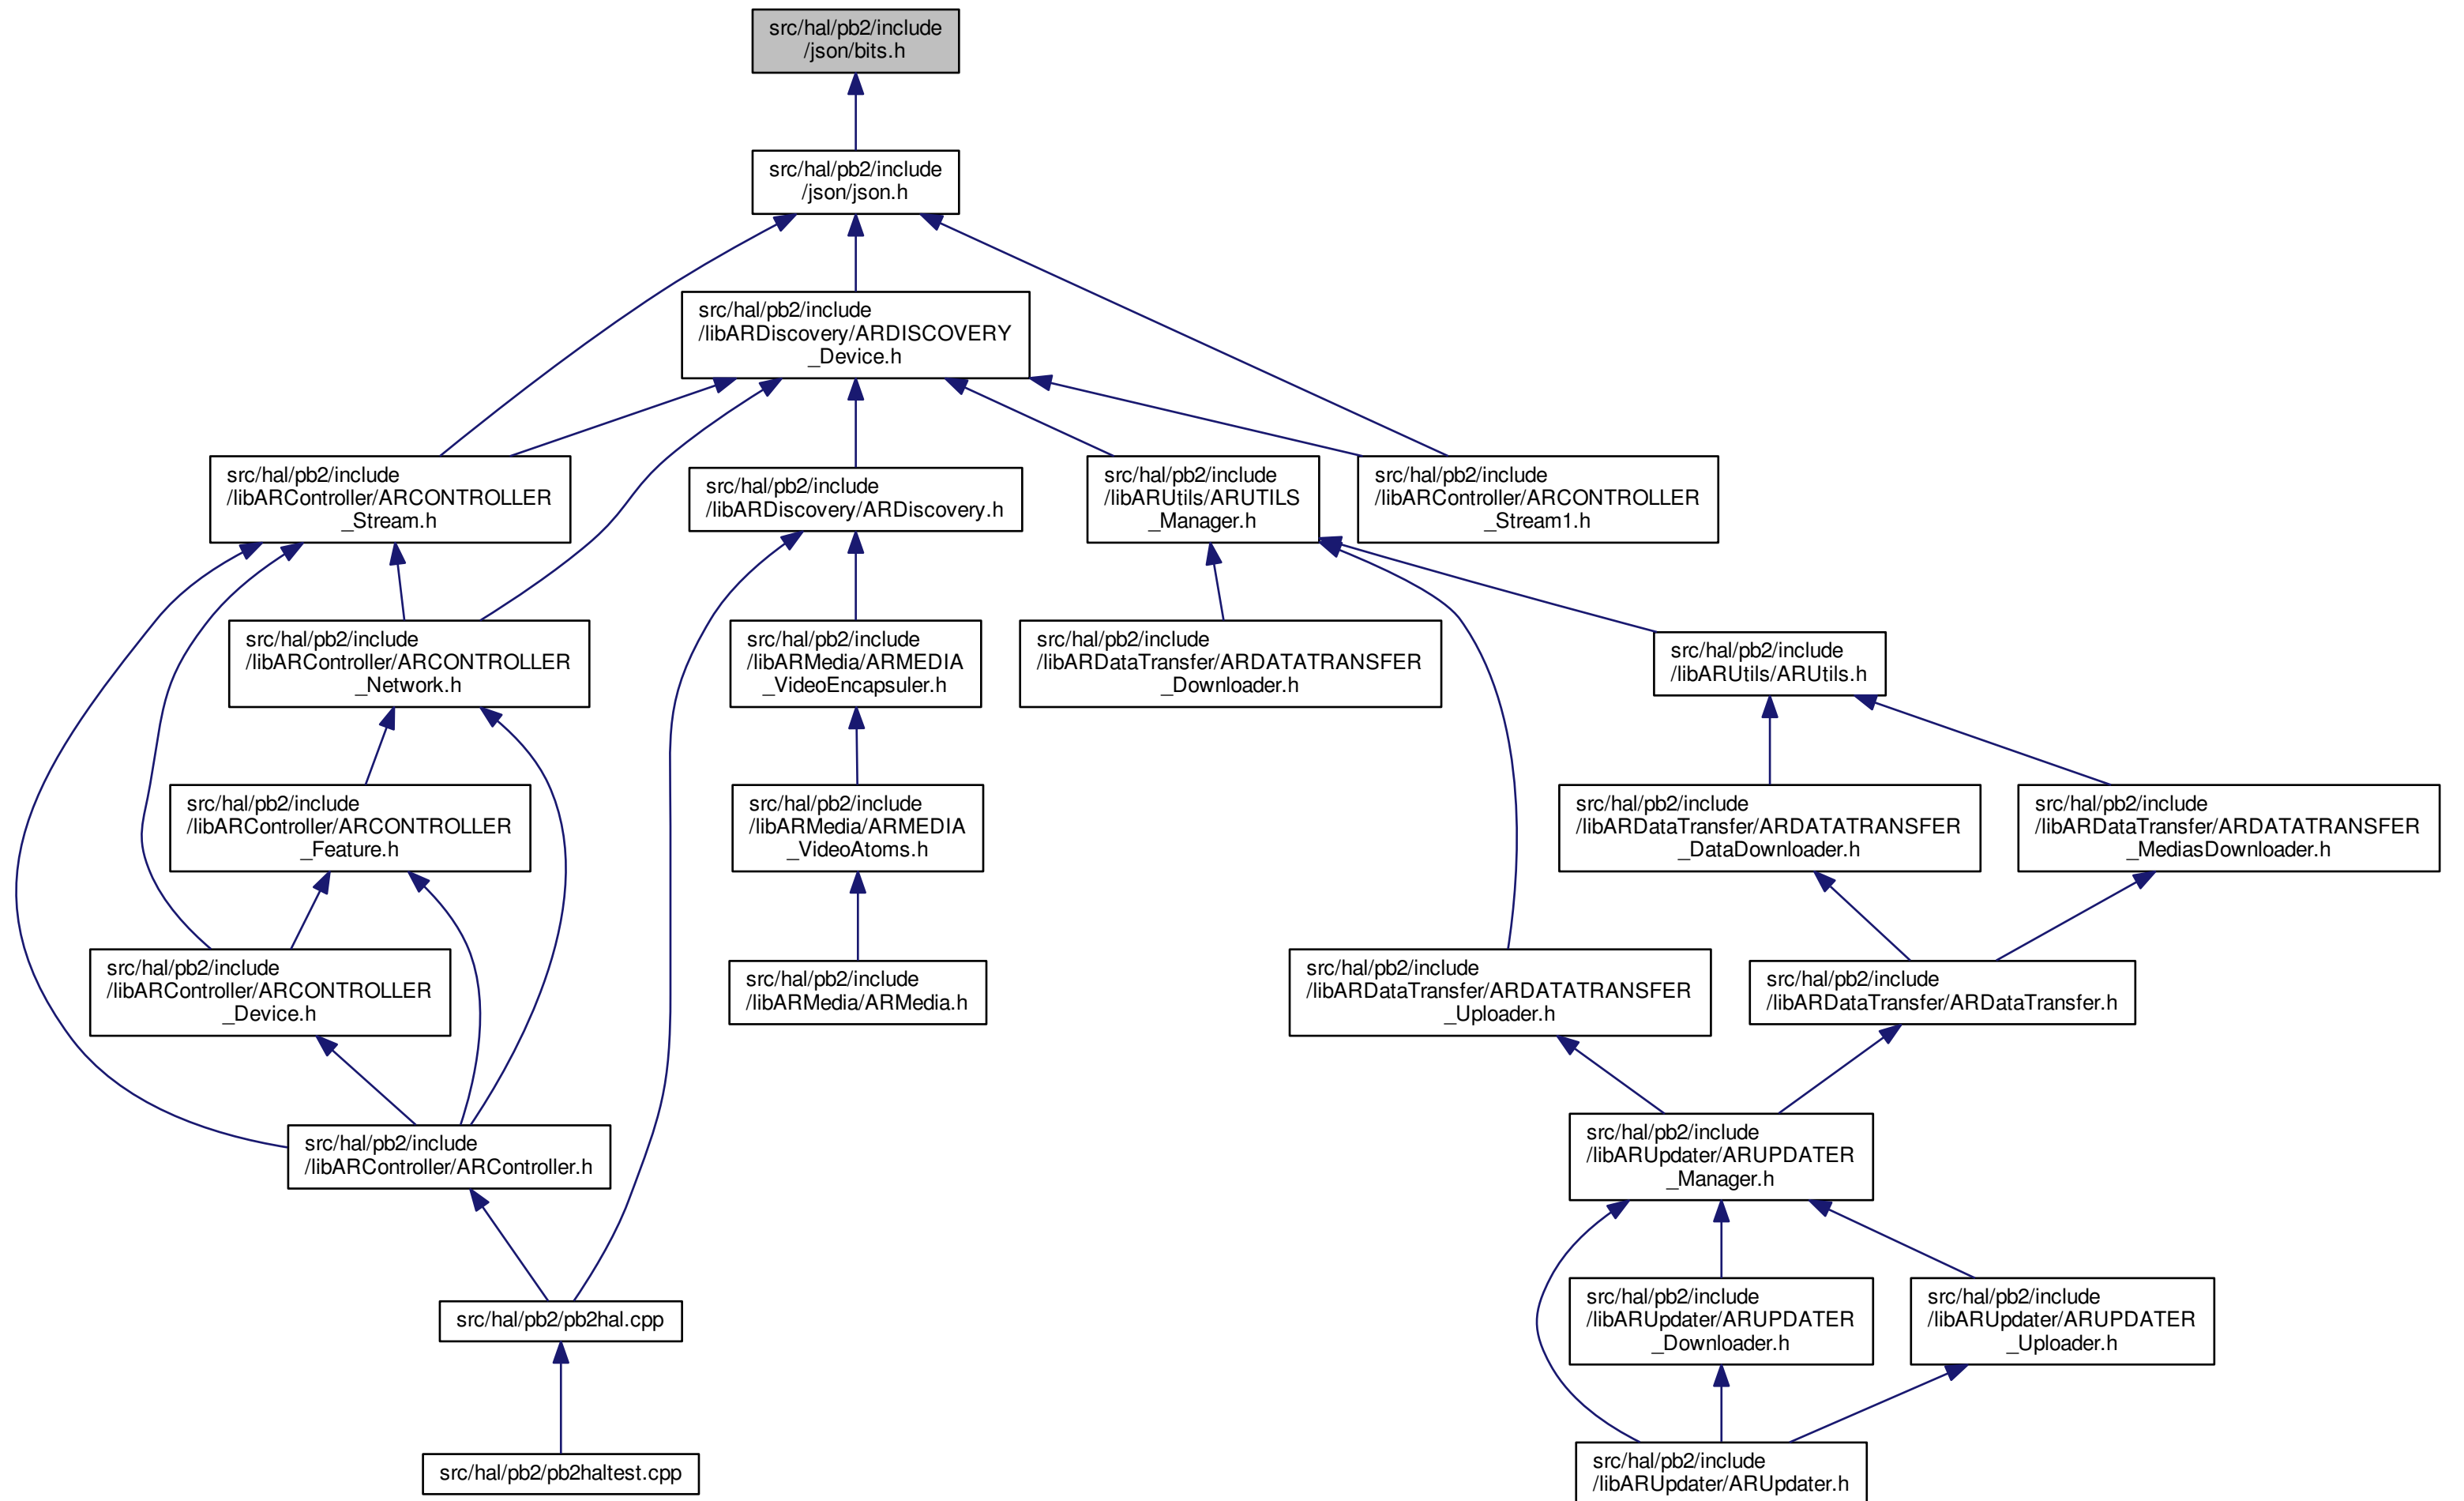 src/hal/pb2/include
/json/bits.h
src/hal/pb2/include
/json/json.h
src/hal/pb2/include
/libARDiscovery/ARDISCOVERY
_Device.h
src/hal/pb2/include
/libARController/ARCONTROLLER
_Stream.h
src/hal/pb2/include
/libARDiscovery/ARDiscovery.h
src/hal/pb2/include
/libARUtils/ARUTILS
_Manager.h
src/hal/pb2/include
/libARController/ARCONTROLLER
_Stream1.h
src/hal/pb2/include
/libARController/ARCONTROLLER
_Network.h
src/hal/pb2/include
/libARMedia/ARMEDIA
_VideoEncapsuler.h
src/hal/pb2/include
/libARDataTransfer/ARDATATRANSFER
_Downloader.h
src/hal/pb2/include
/libARUtils/ARUtils.h
src/hal/pb2/include
/libARController/ARCONTROLLER
_Feature.h
src/hal/pb2/include
/libARMedia/ARMEDIA
_VideoAtoms.h
src/hal/pb2/include
/libARDataTransfer/ARDATATRANSFER
_DataDownloader.h
src/hal/pb2/include
/libARDataTransfer/ARDATATRANSFER
_MediasDownloader.h
src/hal/pb2/include
/libARController/ARCONTROLLER
_Device.h
src/hal/pb2/include
/libARMedia/ARMedia.h
src/hal/pb2/include
/libARDataTransfer/ARDATATRANSFER
_Uploader.h
src/hal/pb2/include
/libARDataTransfer/ARDataTransfer.h
src/hal/pb2/include
/libARController/ARController.h
src/hal/pb2/include
/libARUpdater/ARUPDATER
_Manager.h
src/hal/pb2/pb2hal.cpp
src/hal/pb2/include
/libARUpdater/ARUPDATER
_Downloader.h
src/hal/pb2/include
/libARUpdater/ARUPDATER
_Uploader.h
src/hal/pb2/pb2haltest.cpp
src/hal/pb2/include
/libARUpdater/ARUpdater.h